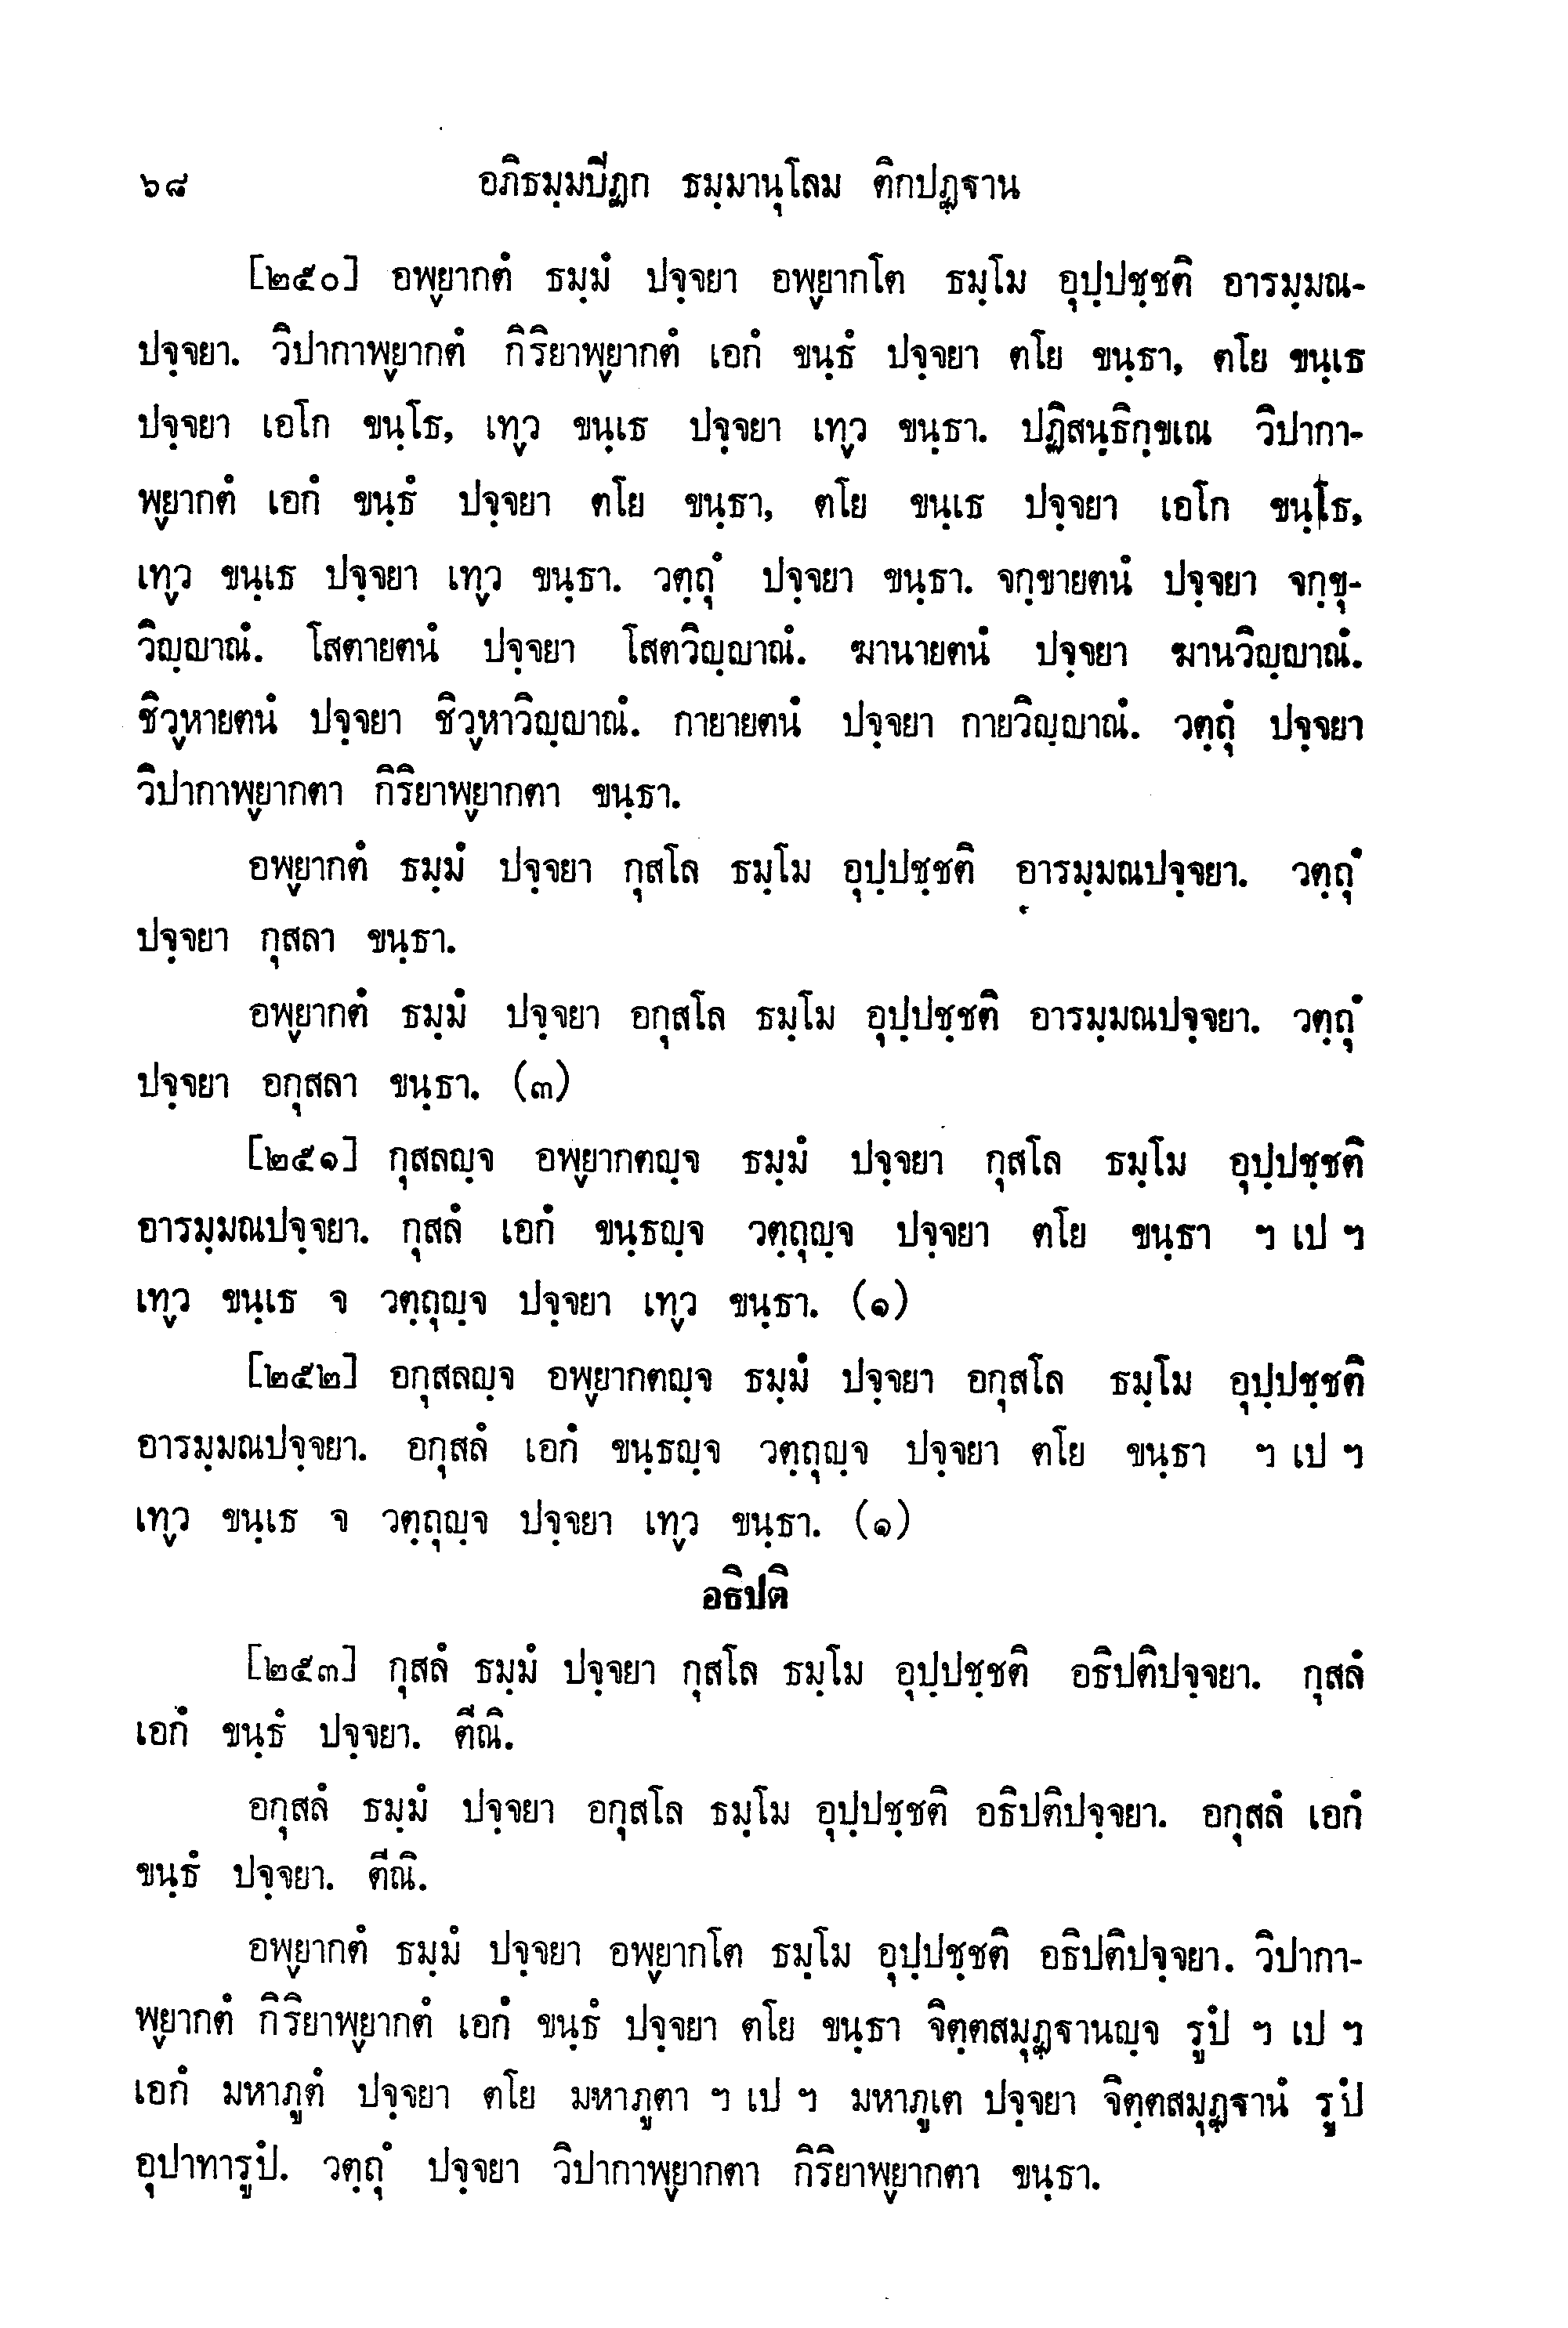 ๖๘ อภิธมฺมปิฏก ธมฺมานุโลม ติกปฏฺฐาน
[๒๕๐] อพฺยากตํ ธมฺมํ ปจฺจยา อพฺยากโต ธมฺโม อุปฺปชฺชติ อารมฺมณ-
ปจฺจยา. วิปากาพฺยากตํ กิริยาพฺยากตํ เอกํ ขนฺธํ ปจฺจยา ตโย ขนฺธา, ตโย ขนฺเธ
ปจฺจยา เอโก ขนฺโธ, เทฺว ขนฺเธ ปจฺจยา เทฺว ขนฺธา. ปฏิสนฺธิกฺขเณ วิปากา-
พฺยากตํ เอกํ ขนฺธํ ปจฺจยา ตโย ขนฺธา, ตโย ขนฺเธ ปจฺจยา เอโก ขนฺโธ,
เทฺว ขนฺเธ ปจฺจยา เทฺว ขนฺธา. วตฺถุํ ปจฺจยา ขนฺธา. จกฺขายตนํ ปจฺจยา จกฺขุ-
วิญฺญาณํ. โสตายตนํ ปจฺจยา โสตวิญฺญาณํ. ฆานายตนํ ปจฺจยา ฆานวิญฺญาณํ.
ชิวฺหายตนํ ปจฺจยา ชิวฺหาวิญฺญาณํ. กายายตนํ ปจฺจยา กายวิญฺญาณํ. วตฺถุํ ปจฺจยา
วิปากาพฺยากตา กิริยาพฺยากตา ขนฺธา.
อพฺยากตํ ธมฺมํ ปจฺจยา กุสโล ธมฺโม อุปฺปชฺชติ อารมฺมณปจฺจยา. วตฺถุํ
ปจฺจยา กุสลา ขนฺธา.
อพฺยากตํ ธมฺมํ ปจฺจยา อกุสโล ธมฺโม อุปฺปชฺชติ อารมฺมณปจฺจยา. วตฺถุํ
ปจฺจยา อกุสลา ขนฺธา. (๓)
[๒๕๑] กุสลญฺจ อพฺยากตญฺจ ธมฺมํ ปจฺจยา กุสโล ธมฺโม อุปฺปชฺชติ
อารมฺมณปจฺจยา. กุสลํ เอกํ ขนฺธญฺจ วตฺถุญฺจ ปจฺจยา ตโย ขนฺธา ฯ เป ฯ
เทฺว ขนฺเธ จ วตฺถุญฺจ ปจฺจยา เทฺว ขนฺธา. (๑)
[๒๕๒] อกุสลญฺจ อพฺยากตญฺจ ธมฺมํ ปจฺจยา อกุสโล ธมฺโม อุปฺปชฺชติ
อารมฺมณปจฺจยา. อกุสลํ เอกํ ขนฺธญฺจ วตฺถุญฺจ ปจฺจยา ตโย ขนฺธา ฯ เป ฯ
เทฺว ขนฺเธ จ วตฺถุญฺจ ปจฺจยา เทฺว ขนฺธา. (๑)
อธิปติ
[๒๕๓] กุสลํ ธมฺมํ ปจฺจยา กุสโล ธมฺโม อุปฺปชฺชติ อธิปติปจฺจยา. กุสลํ
เอกํ ขนฺธํ ปจฺจยา. ตีณิ.
อกุสลํ ธมฺมํ ปจฺจยา อกุสโล ธมฺโม อุปฺปชฺชติ อธิปติปจฺจยา. อกุสลํ เอกํ
ขนฺธํ ปจฺจยา. ตีณิ.
อพฺยากตํ ธมฺมํ ปจฺจยา อพฺยากโต ธมฺโม อุปฺปชฺชติ อธิปติปจฺจยา. วิปากา-
พฺยากตํ กิริยาพฺยากตํ เอกํ ขนฺธํ ปจฺจยา ตโย ขนฺธา จิตฺตสมุฏฺฐานญฺจ รูปํ ฯ เป ฯ
เอกํ มหาภูตํ ปจฺจยา ตโย มหาภูตา ฯ เป ฯ มหาภูเต ปจฺจยา จิตฺตสมุฏฺฐานํ รูปํ
อุปาทารูปํ. วตฺถุํ ปจฺจยา วิปากาพฺยากตา กิริยาพฺยากตา ขนฺธา.